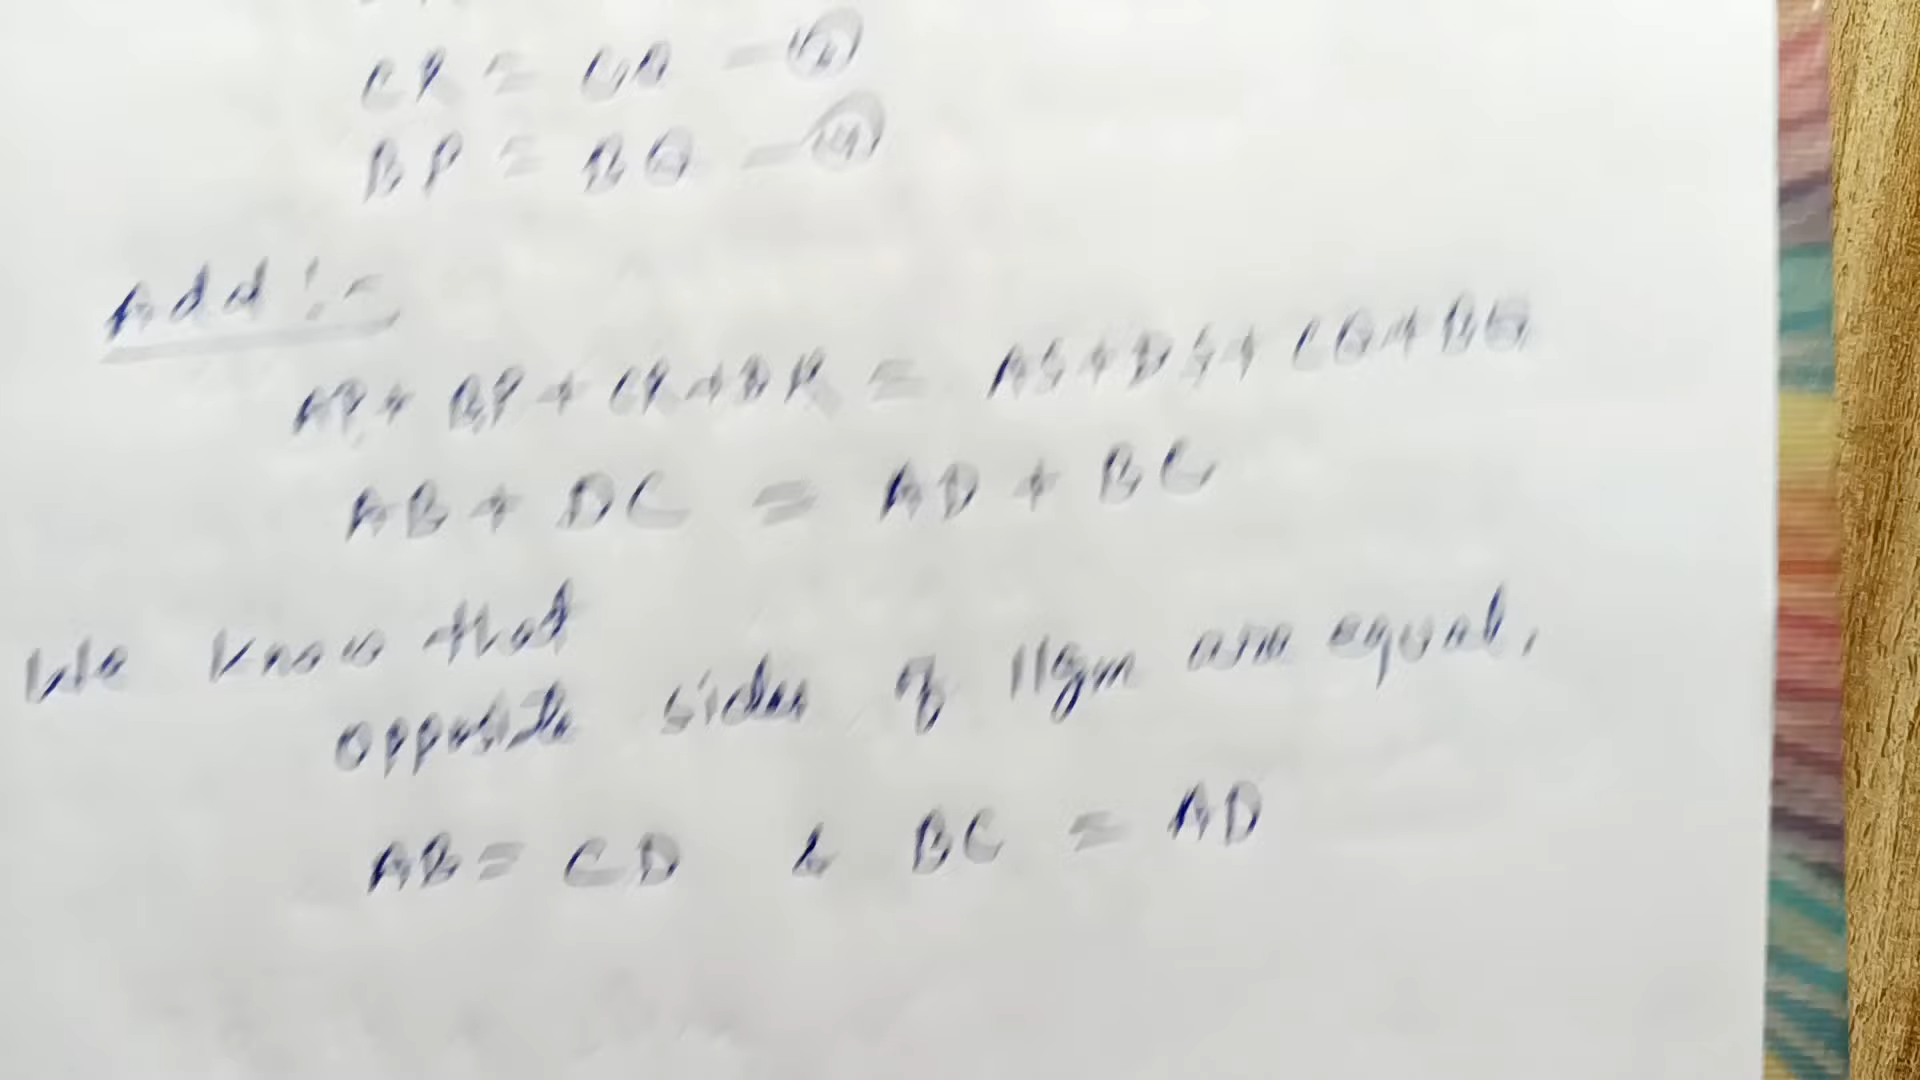 CR = CQ - (3)
BP = BQ - (4)
Add :-
AP + BP + CR + DR = AS + DS + CQ + BQ
AB + DC = AD + BC
We know that
opposite sides of llgm are equal,
AB = CD & BC = AD